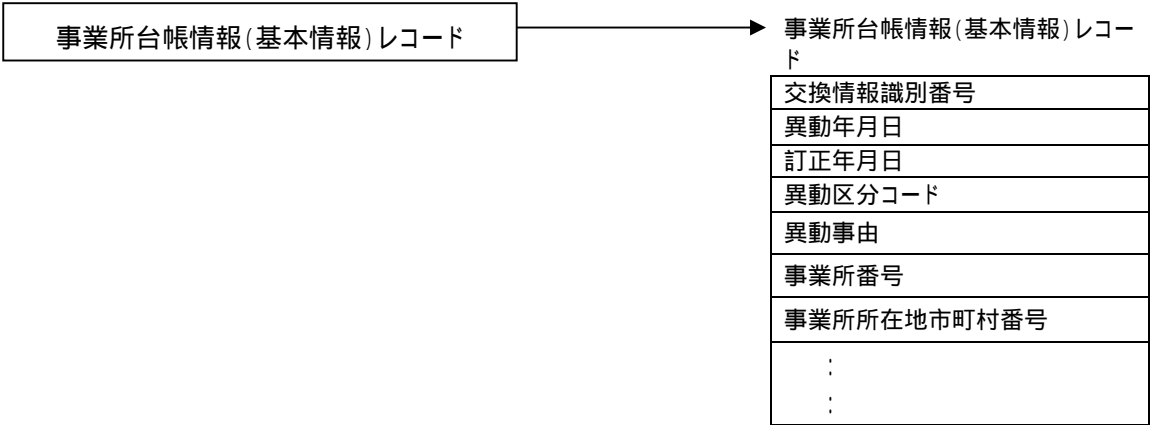 事業所台帳情報(基本情報)レコード
事業所台帳情報(基本情報)レコー
ド
交換情報識別番号
異動年月日
訂正年月日
異動区分コード
異動事由
事業所番号
事業所所在地市町村番号
:
: